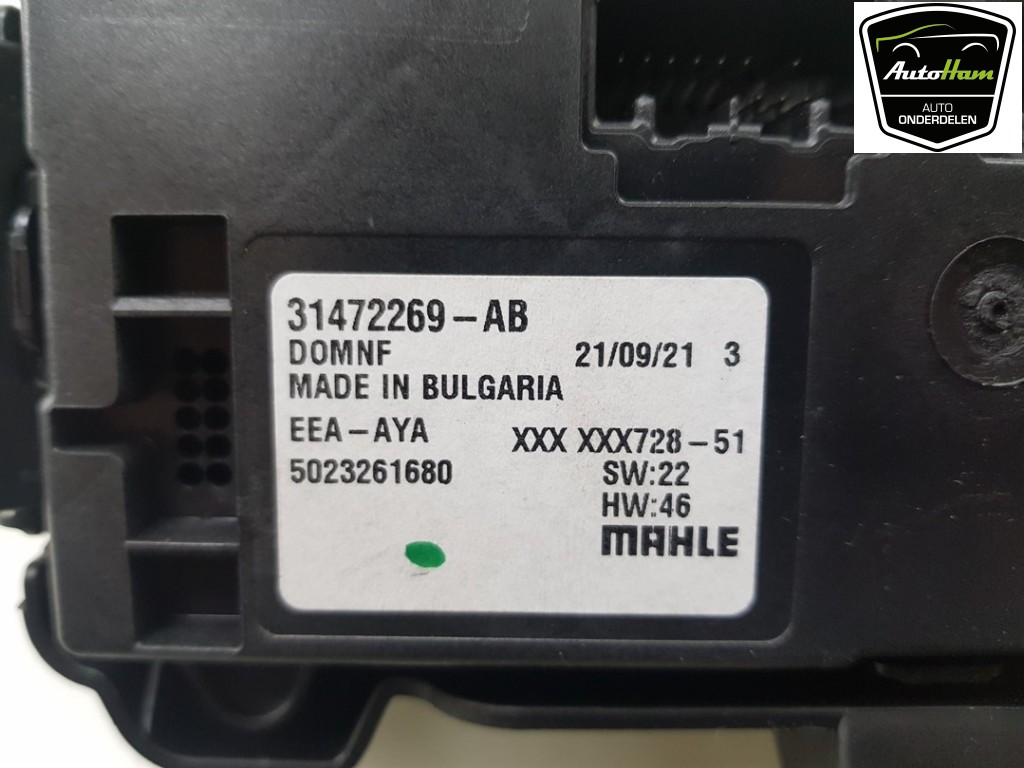 AutoHam
AUTO
ONDERDELEN
31472269-AB
DOMNF 21/09/21 3
MADE IN BULGARIA
EEA-AYA XXX XXX728-51
5023261680 SW:22
HW:46
MAHLE